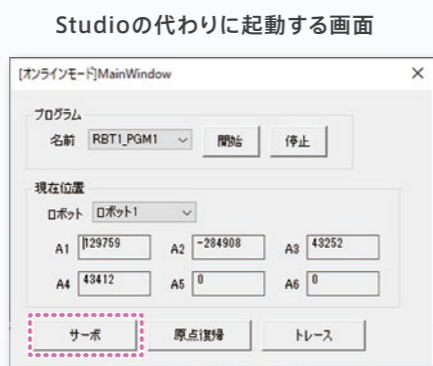 Studioの代わりに起動する画面
[オンラインモード]MainWindow
プログラム
名前 RBT1_PGM1 開始 停止
現在位置
ロボット ロボット1
A1 129759 A2 -284908 A3 43252
A4 43412 A5 0 A6 0
サーボ 原点復帰 トレース